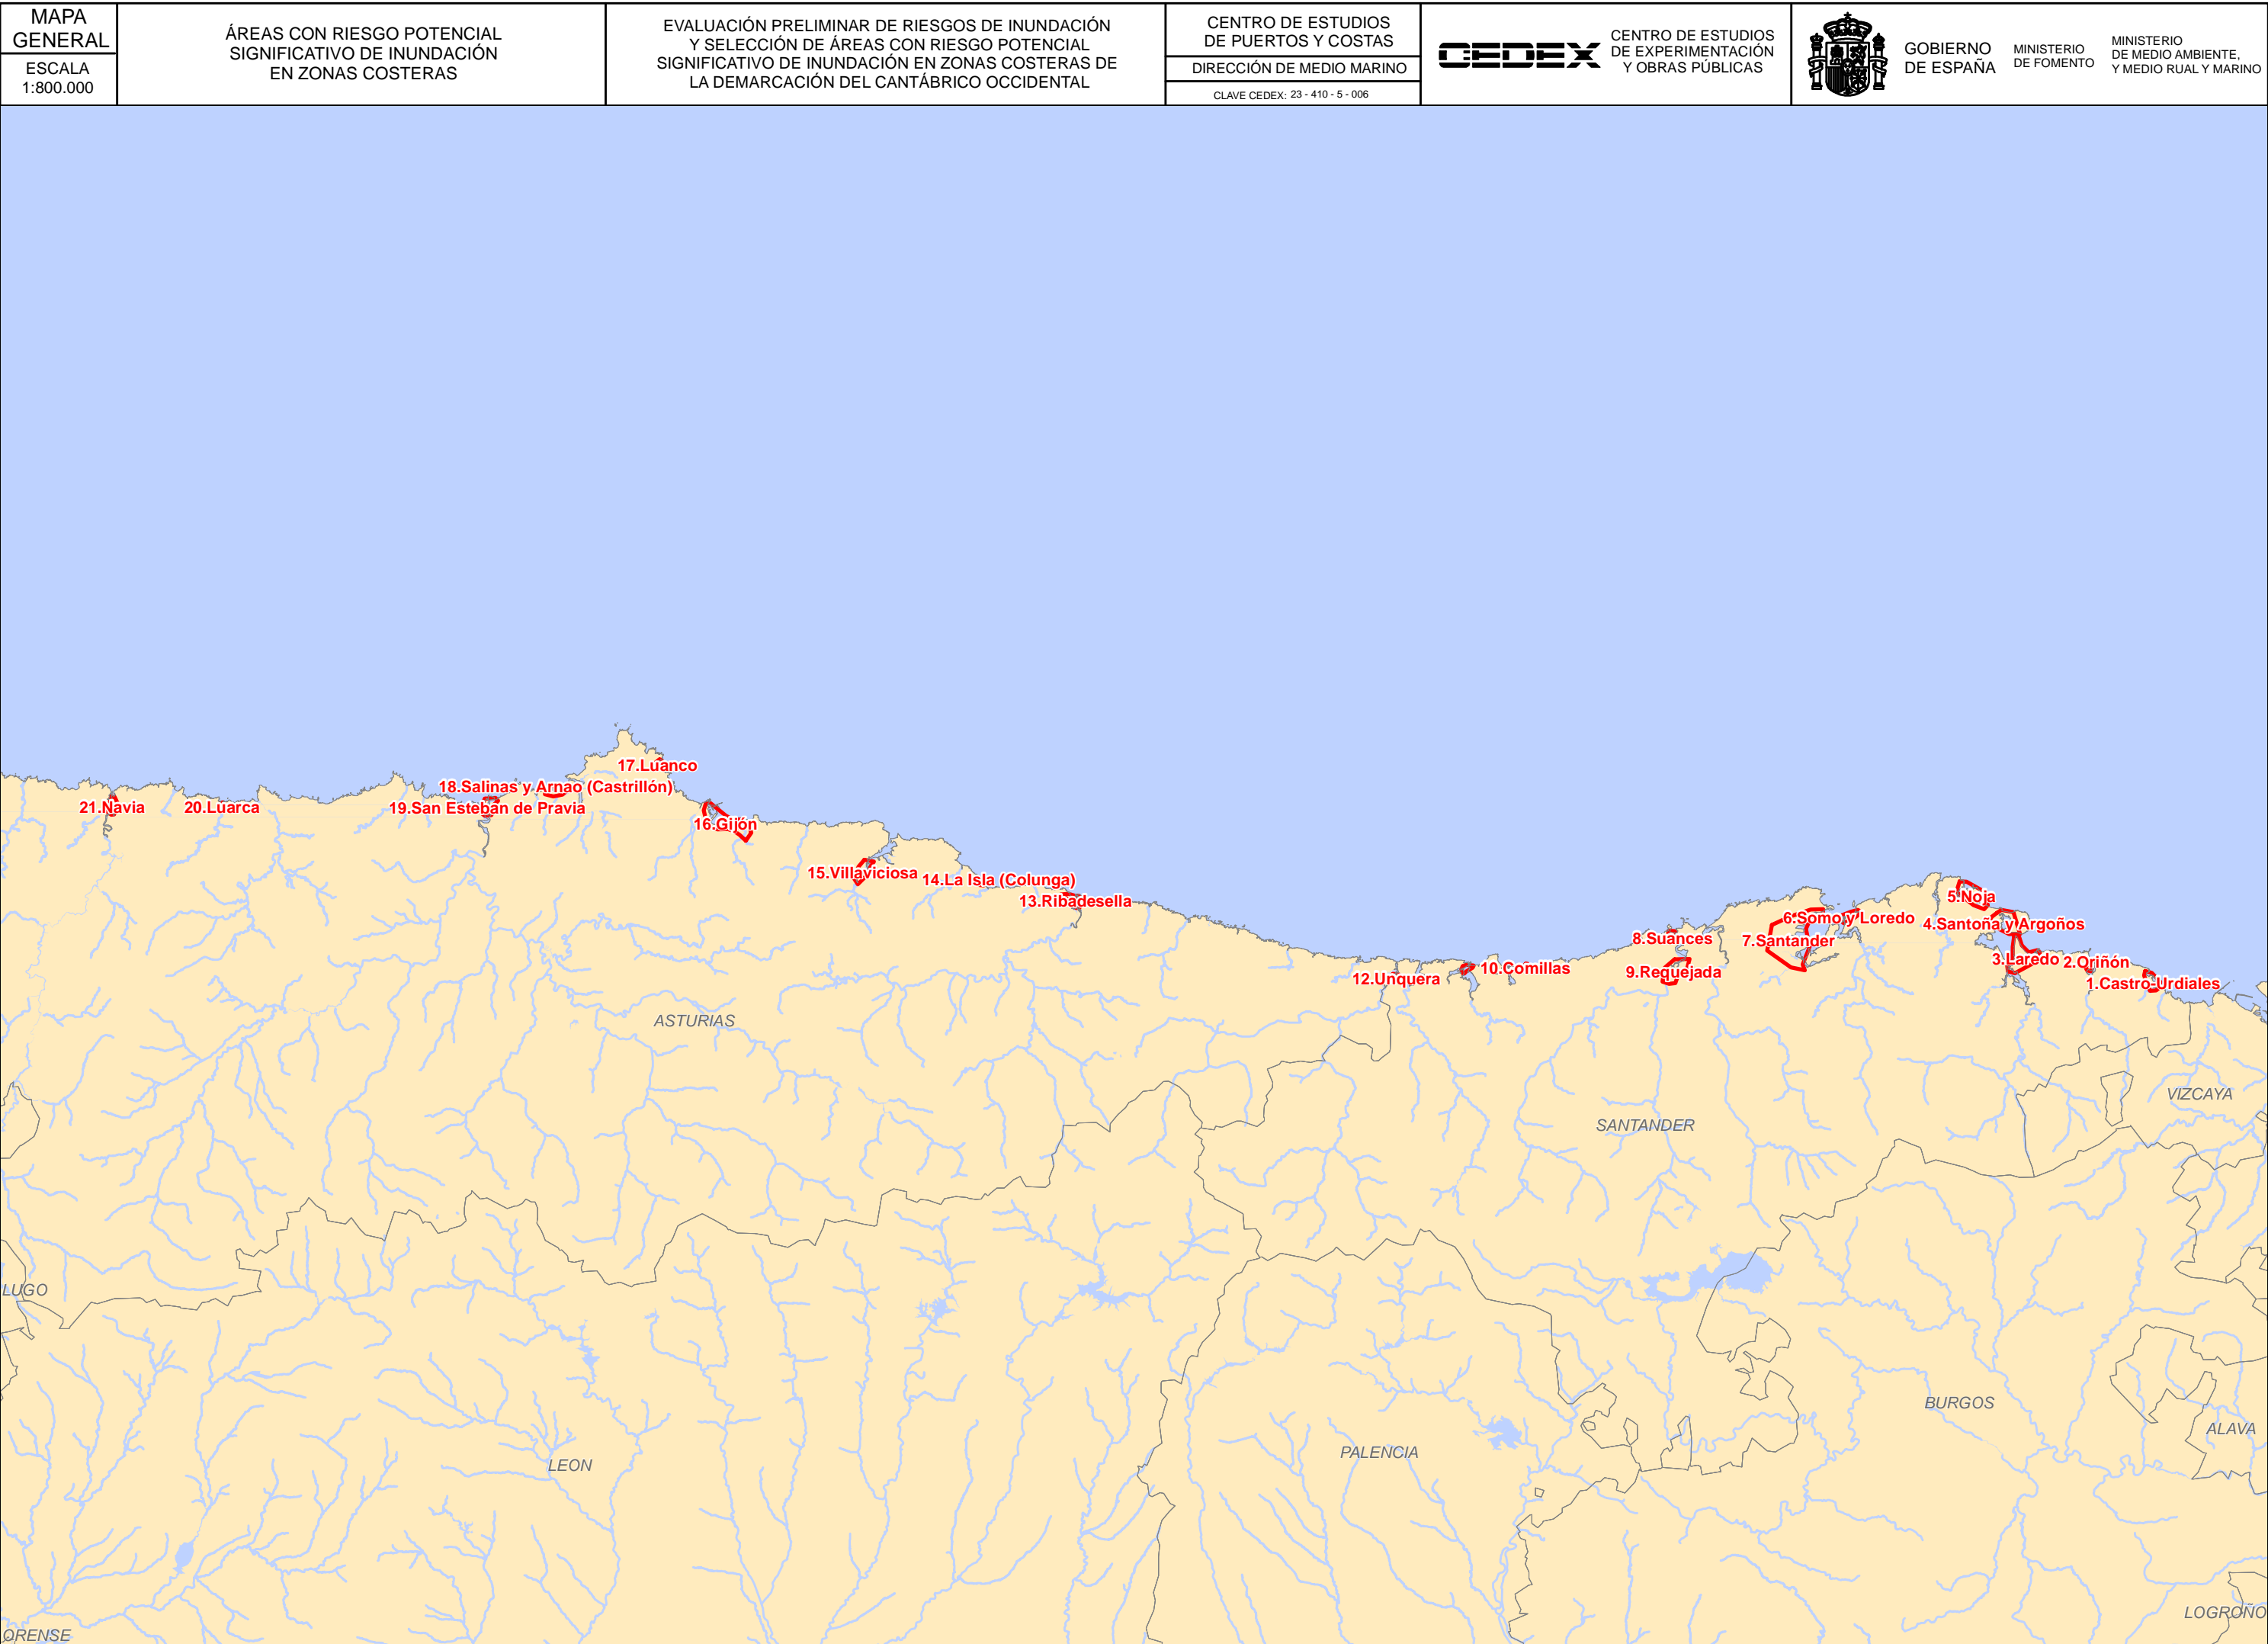 MAPA
GENERAL
ESCALA
1:800.000
ÁREAS CON RIESGO POTENCIAL
SIGNIFICATIVO DE INUNDACIÓN
EN ZONAS COSTERAS
EVALUACIÓN PRELIMINAR DE RIESGOS DE INUNDACIÓN
Y SELECCIÓN DE ÁREAS CON RIESGO POTENCIAL
SIGNIFICATIVO DE INUNDACIÓN EN ZONAS COSTERAS DE
LA DEMARCACIÓN DEL CANTÁBRICO OCCIDENTAL
CENTRO DE ESTUDIOS
DE PUERTOS Y COSTAS
DIRECCIÓN DE MEDIO MARINO
CLAVE CEDEX: 23 - 410 - 5 - 006
CEDEX
CENTRO DE ESTUDIOS
DE EXPERIMENTACIÓN
Y OBRAS PÚBLICAS
GOBIERNO
DE ESPAÑA
MINISTERIO
DE FOMENTO
MINISTERIO
DE MEDIO AMBIENTE,
Y MEDIO RUAL Y MARINO
17.Luanco
18.Salinas y Arnao (Castrillón)
21.Navia
20.Luarca
19.San Esteban de Pravia
16.Gijón
15.Villaviciosa
14.La Isla (Colunga)
13.Ribadesella
5.Noja
6.Somo y Loredo
4.Santoña y Argoños
8.Suances
7.Santander
3.Laredo
2.Oriñón
12.Unquera
10.Comillas
9.Requejada
1.Castro-Urdiales
ASTURIAS
VIZCAYA
SANTANDER
LUGO
BURGOS
ALAVA
PALENCIA
LEON
LOGROÑO
ORENSE